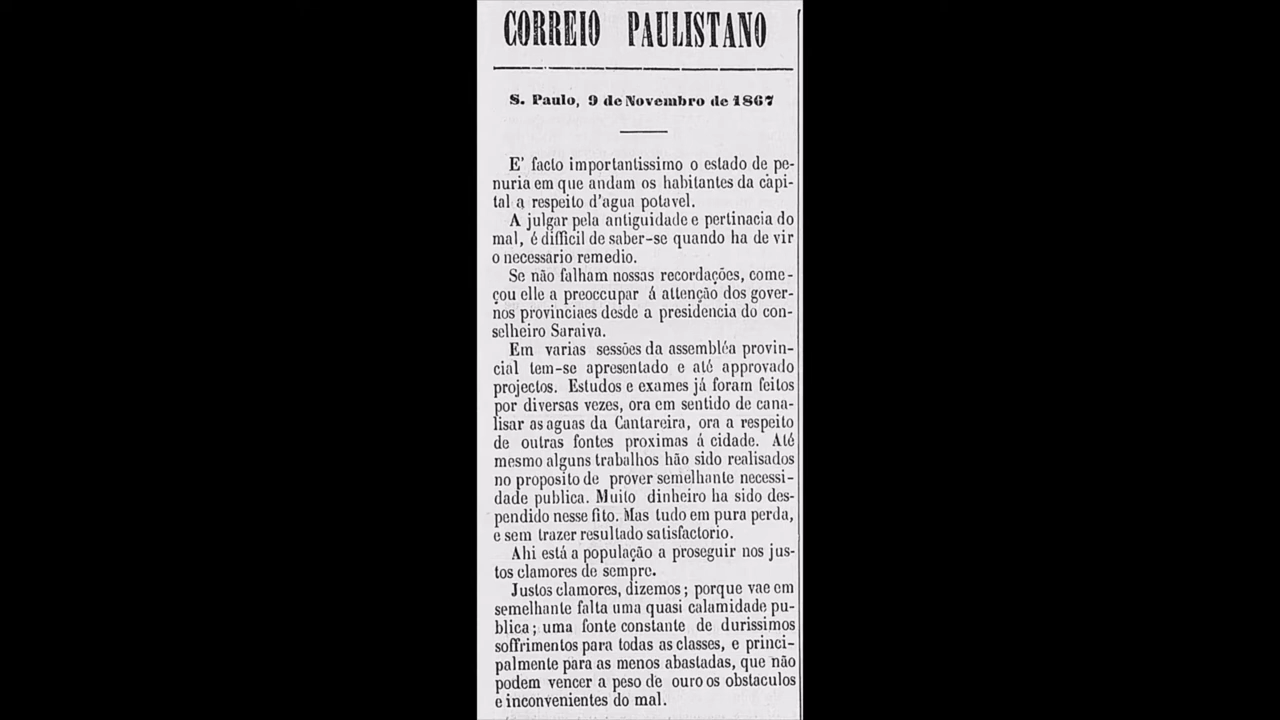 CORREIO PAULISTANO
S. Paulo, 9 de Novembro de 1867
E' facto importantissimo o estado de pe-
nuria em que andam os habitantes da capi-
tal a respeito d'agua potavel.
A julgar pela antiguidade e pertinacia do
mal, é difficil de saber-se quando ha de vir
o necessario remedio.
Se não falham nossas recordações, come-
çou elle a preoccupar á attenção dos gover-
nos provinciaes desde a presidencia do con-
selheiro Saraiva.
Em varias sessões da assembléa provin-
cial tem-se apresentado e até approvado
projectos. Estudos e exames já foram feitos
por diversas vezes, ora em sentido de cana-
lisar as aguas da Cantareira, ora a respeito
de outras fontes proximas á cidade. Até
mesmo alguns trabalhos hão sido realisados
no proposito de prover semelhante necessi-
dade publica. Muito dinheiro ha sido des-
pendido nesse fito. Mas tudo em pura perda,
e sem trazer resultado satisfactorio.
Ahi está a população a proseguir nos jus-
tos clamores de sempre.
Justos clamores, dizemos; porque vae em
semelhante falta uma quasi calamidade pu-
blica; uma fonte constante de durissimos
soffrimentos para todas as classes, e princi-
palmente para as menos abastadas, que não
podem vencer a peso de ouro os obstaculos
e inconvenientes do mal.